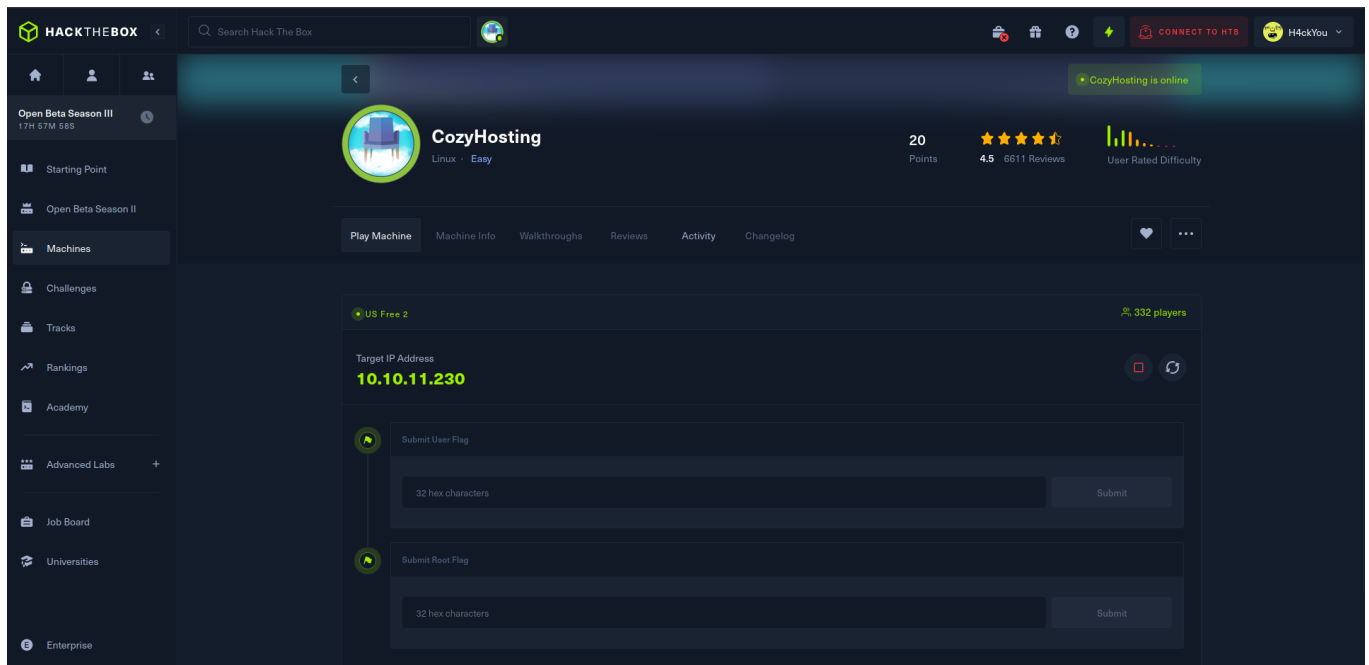 HACKTHEBOX
Search Hack The Box
CONNECT TO HTB
H4ckYou
Open Beta Season III
17H 57M 58S
Starting Point
Open Beta Season II
Machines
Challenges
Tracks
Rankings
Academy
Advanced Labs
Job Board
Universities
E Enterprise
CozyHosting is online
CozyHosting
Linux · Easy
20
Points
4.5 6611 Reviews
User Rated Difficulty
Play Machine
Machine Info
Walkthroughs
Reviews
Activity
Changelog
US Free 2
332 players
Target IP Address
10.10.11.230
Submit User Flag
32 hex characters
Submit
Submit Root Flag
32 hex characters
Submit